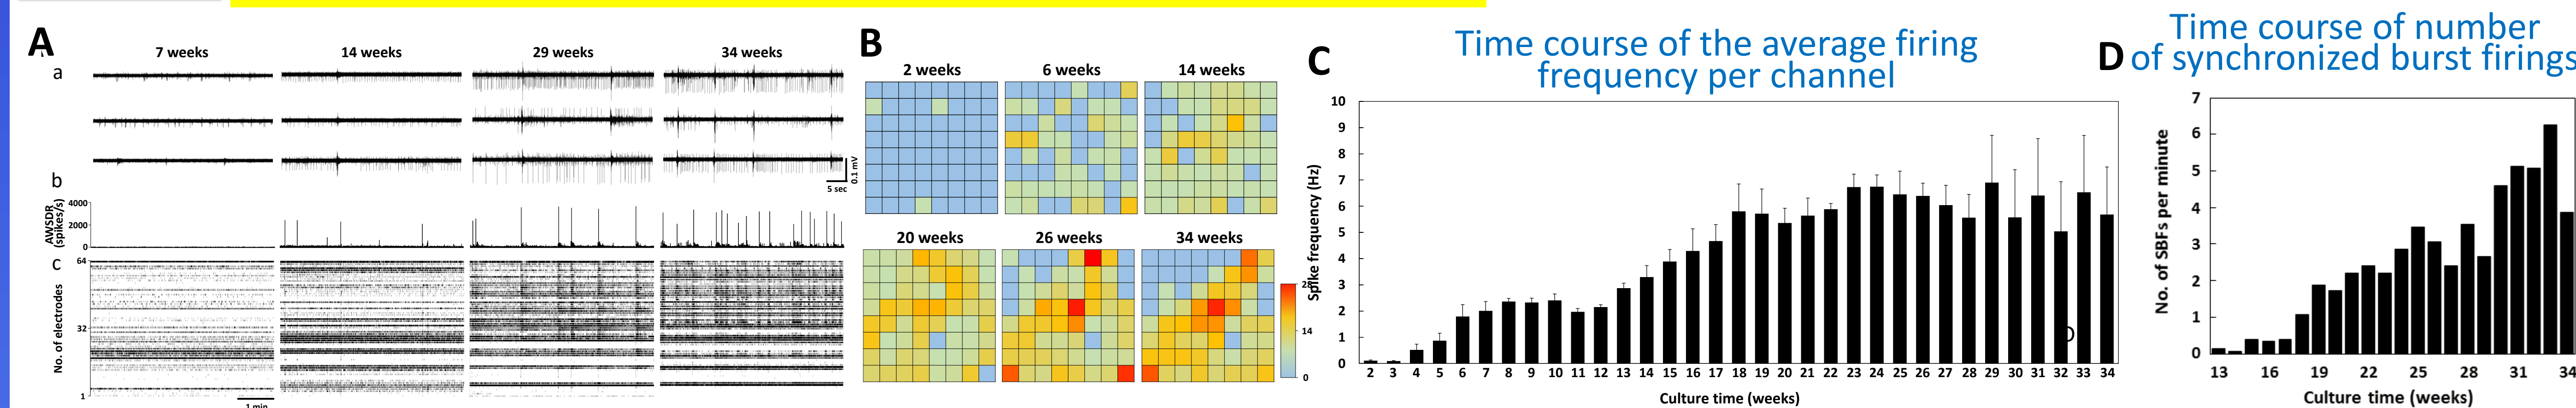 A
7 weeks
14 weeks
29 weeks
34 weeks
a
0.1 mV
5 sec
b
AWSDR
(spikes/s)
4000
2000
0
c
No. of electrodes
64
32
1
1 min
B
2 weeks
6 weeks
14 weeks
20 weeks
26 weeks
34 weeks
28
14
0
C
Time course of the average firing
frequency per channel
Spike frequency (Hz)
10
9
8
7
6
5
4
3
2
1
0
2 3 4 5 6 7 8 9 10 11 12 13 14 15 16 17 18 19 20 21 22 23 24 25 26 27 28 29 30 31 32 33 34
Culture time (weeks)
D
Time course of number
of synchronized burst firings
No. of SBFs per minute
7
6
5
4
3
2
1
0
13 16 19 22 25 28 31 34
Culture time (weeks)